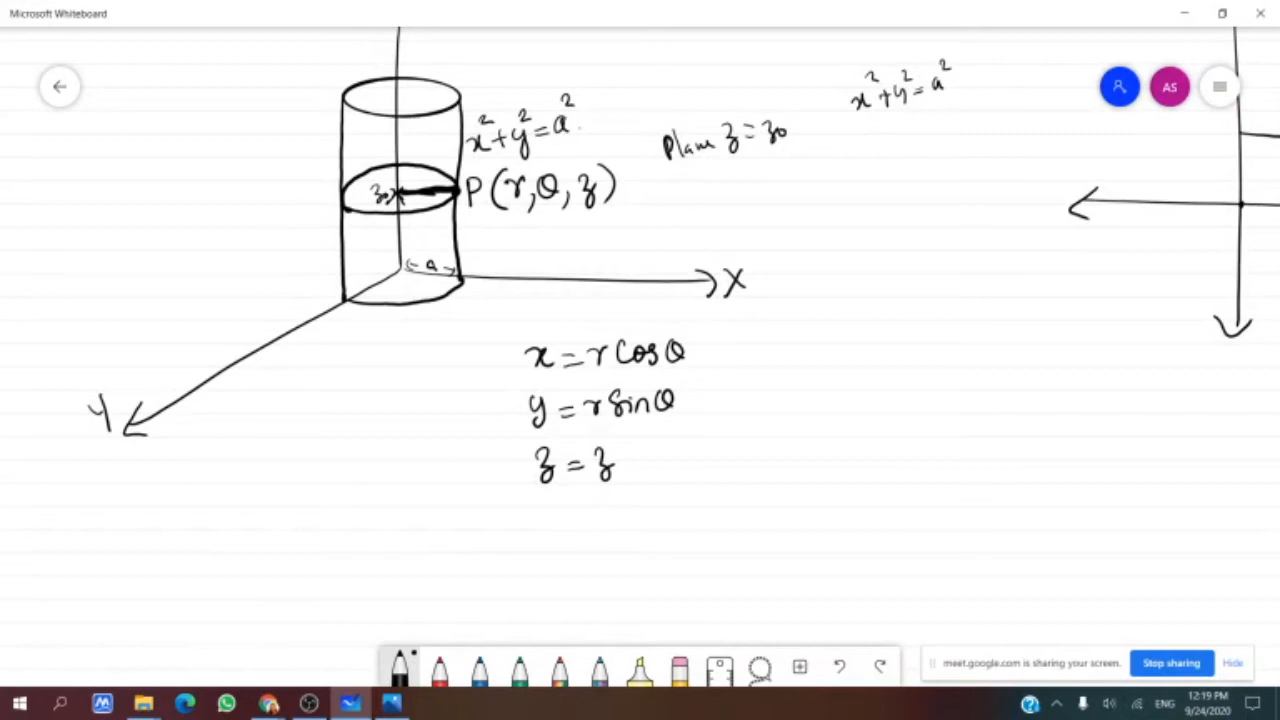 Microsoft Whiteboard
x²+y²=a²
AS
x²+y²=a²
Plane z=z₀
z₀
P(r,θ,z)
a
X
x = r cosθ
y = r sinθ
Y
z = z
meet.google.com is sharing your screen.
Stop sharing
Hide
12:19 PM
ENG
9/24/2020